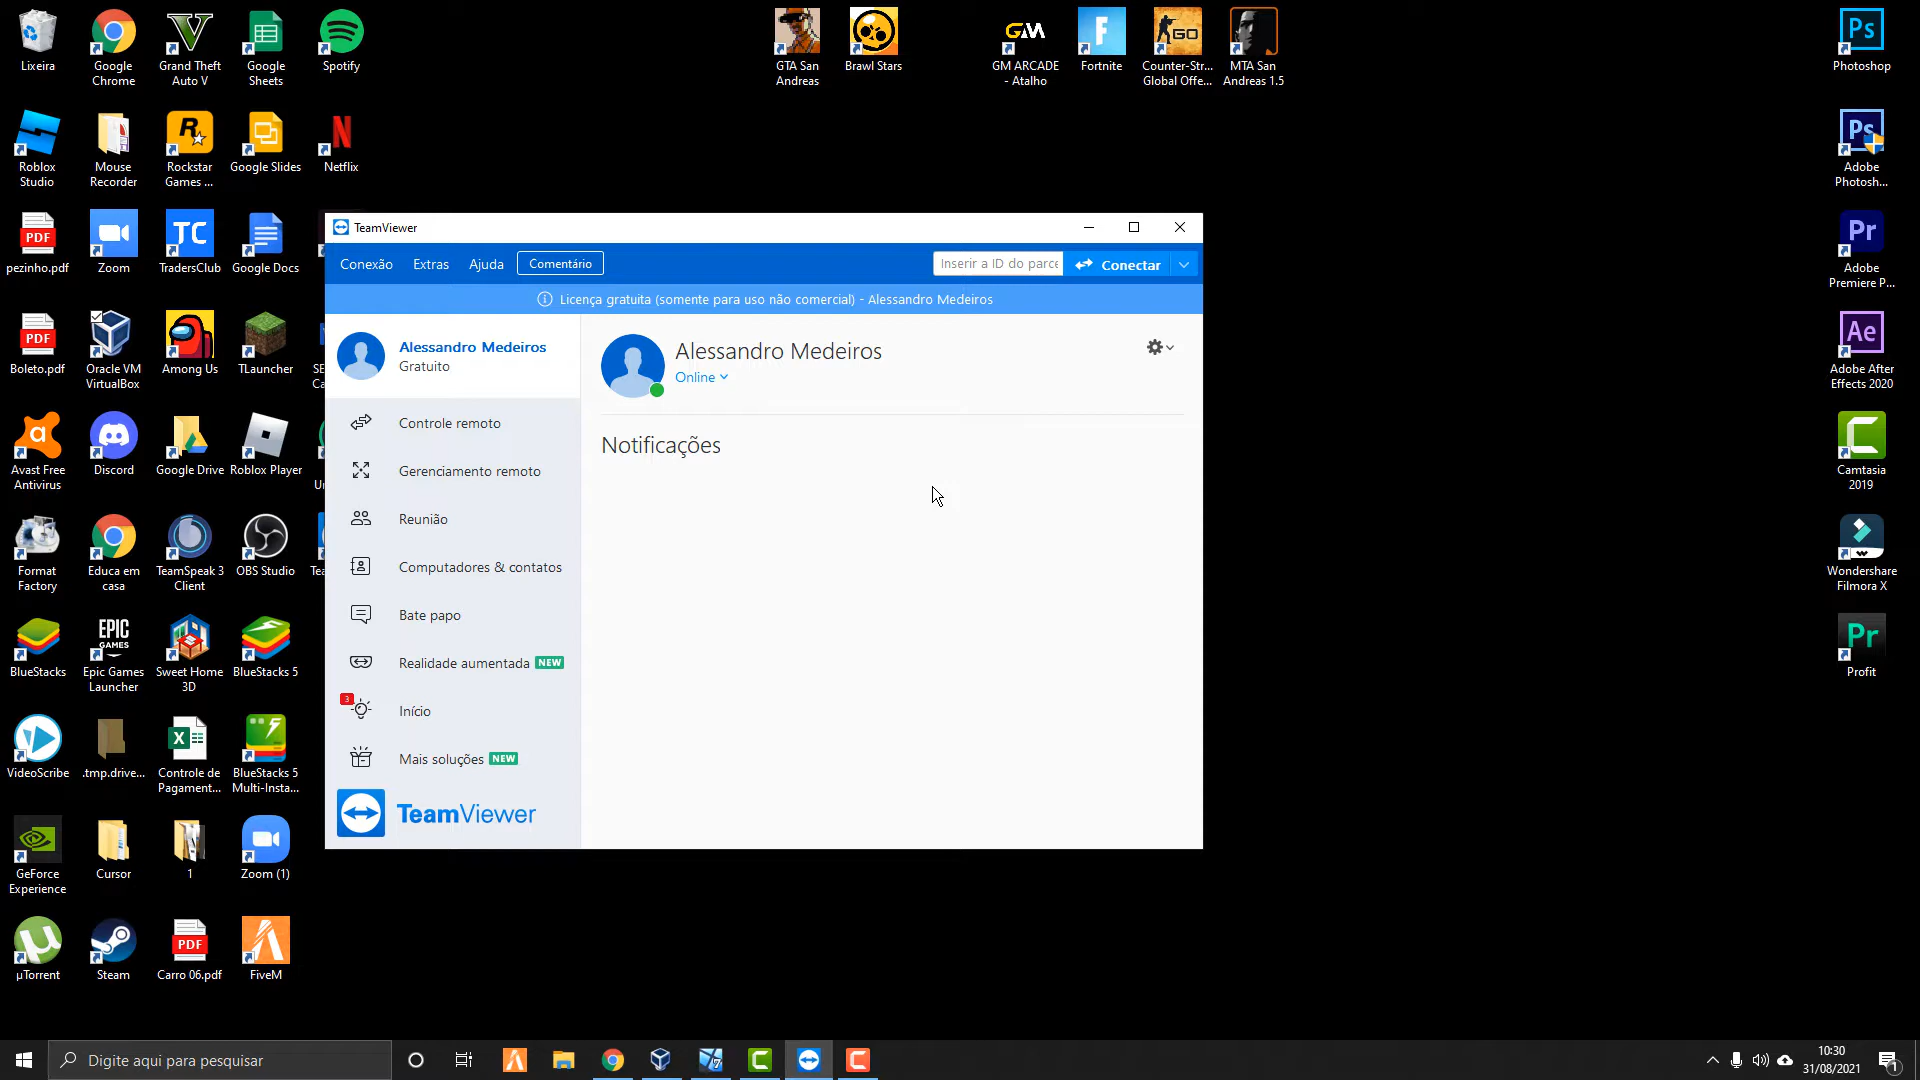 Lixeira
Google
Chrome
Grand Theft
Auto V
Google
Sheets
Spotify
GTA San
Andreas
Brawl Stars
GM ARCADE
- Atalho
Fortnite
Counter-Str...
Global Offe...
MTA San
Andreas 1.5
Photoshop
Roblox
Studio
Mouse
Recorder
Rockstar
Games ...
Google Slides
Netflix
Adobe
Photosh...
pezinho.pdf
Zoom
TradersClub
Google Docs
Adobe
Premiere P...
Boleto.pdf
Oracle VM
VirtualBox
Among Us
TLauncher
Adobe After
Effects 2020
Avast Free
Antivirus
Discord
Google Drive
Roblox Player
Camtasia
2019
Format
Factory
Educa em
casa
TeamSpeak 3
Client
OBS Studio
Wondershare
Filmora X
BlueStacks
Epic Games
Launcher
Sweet Home
3D
BlueStacks 5
Profit
VideoScribe
.tmp.drive...
Controle de
Pagament...
BlueStacks 5
Multi-Insta...
GeForce
Experience
Cursor
1
Zoom (1)
µTorrent
Steam
Carro 06.pdf
FiveM
TeamViewer
Conexão Extras Ajuda Comentário Inserir a ID do parce Conectar
Licença gratuita (somente para uso não comercial) - Alessandro Medeiros
Alessandro Medeiros
Gratuito
Alessandro Medeiros
Online
Controle remoto
Notificações
Gerenciamento remoto
Reunião
Computadores & contatos
Bate papo
Realidade aumentada NEW
3
Início
Mais soluções NEW
TeamViewer
Digite aqui para pesquisar
10:30
31/08/2021
1